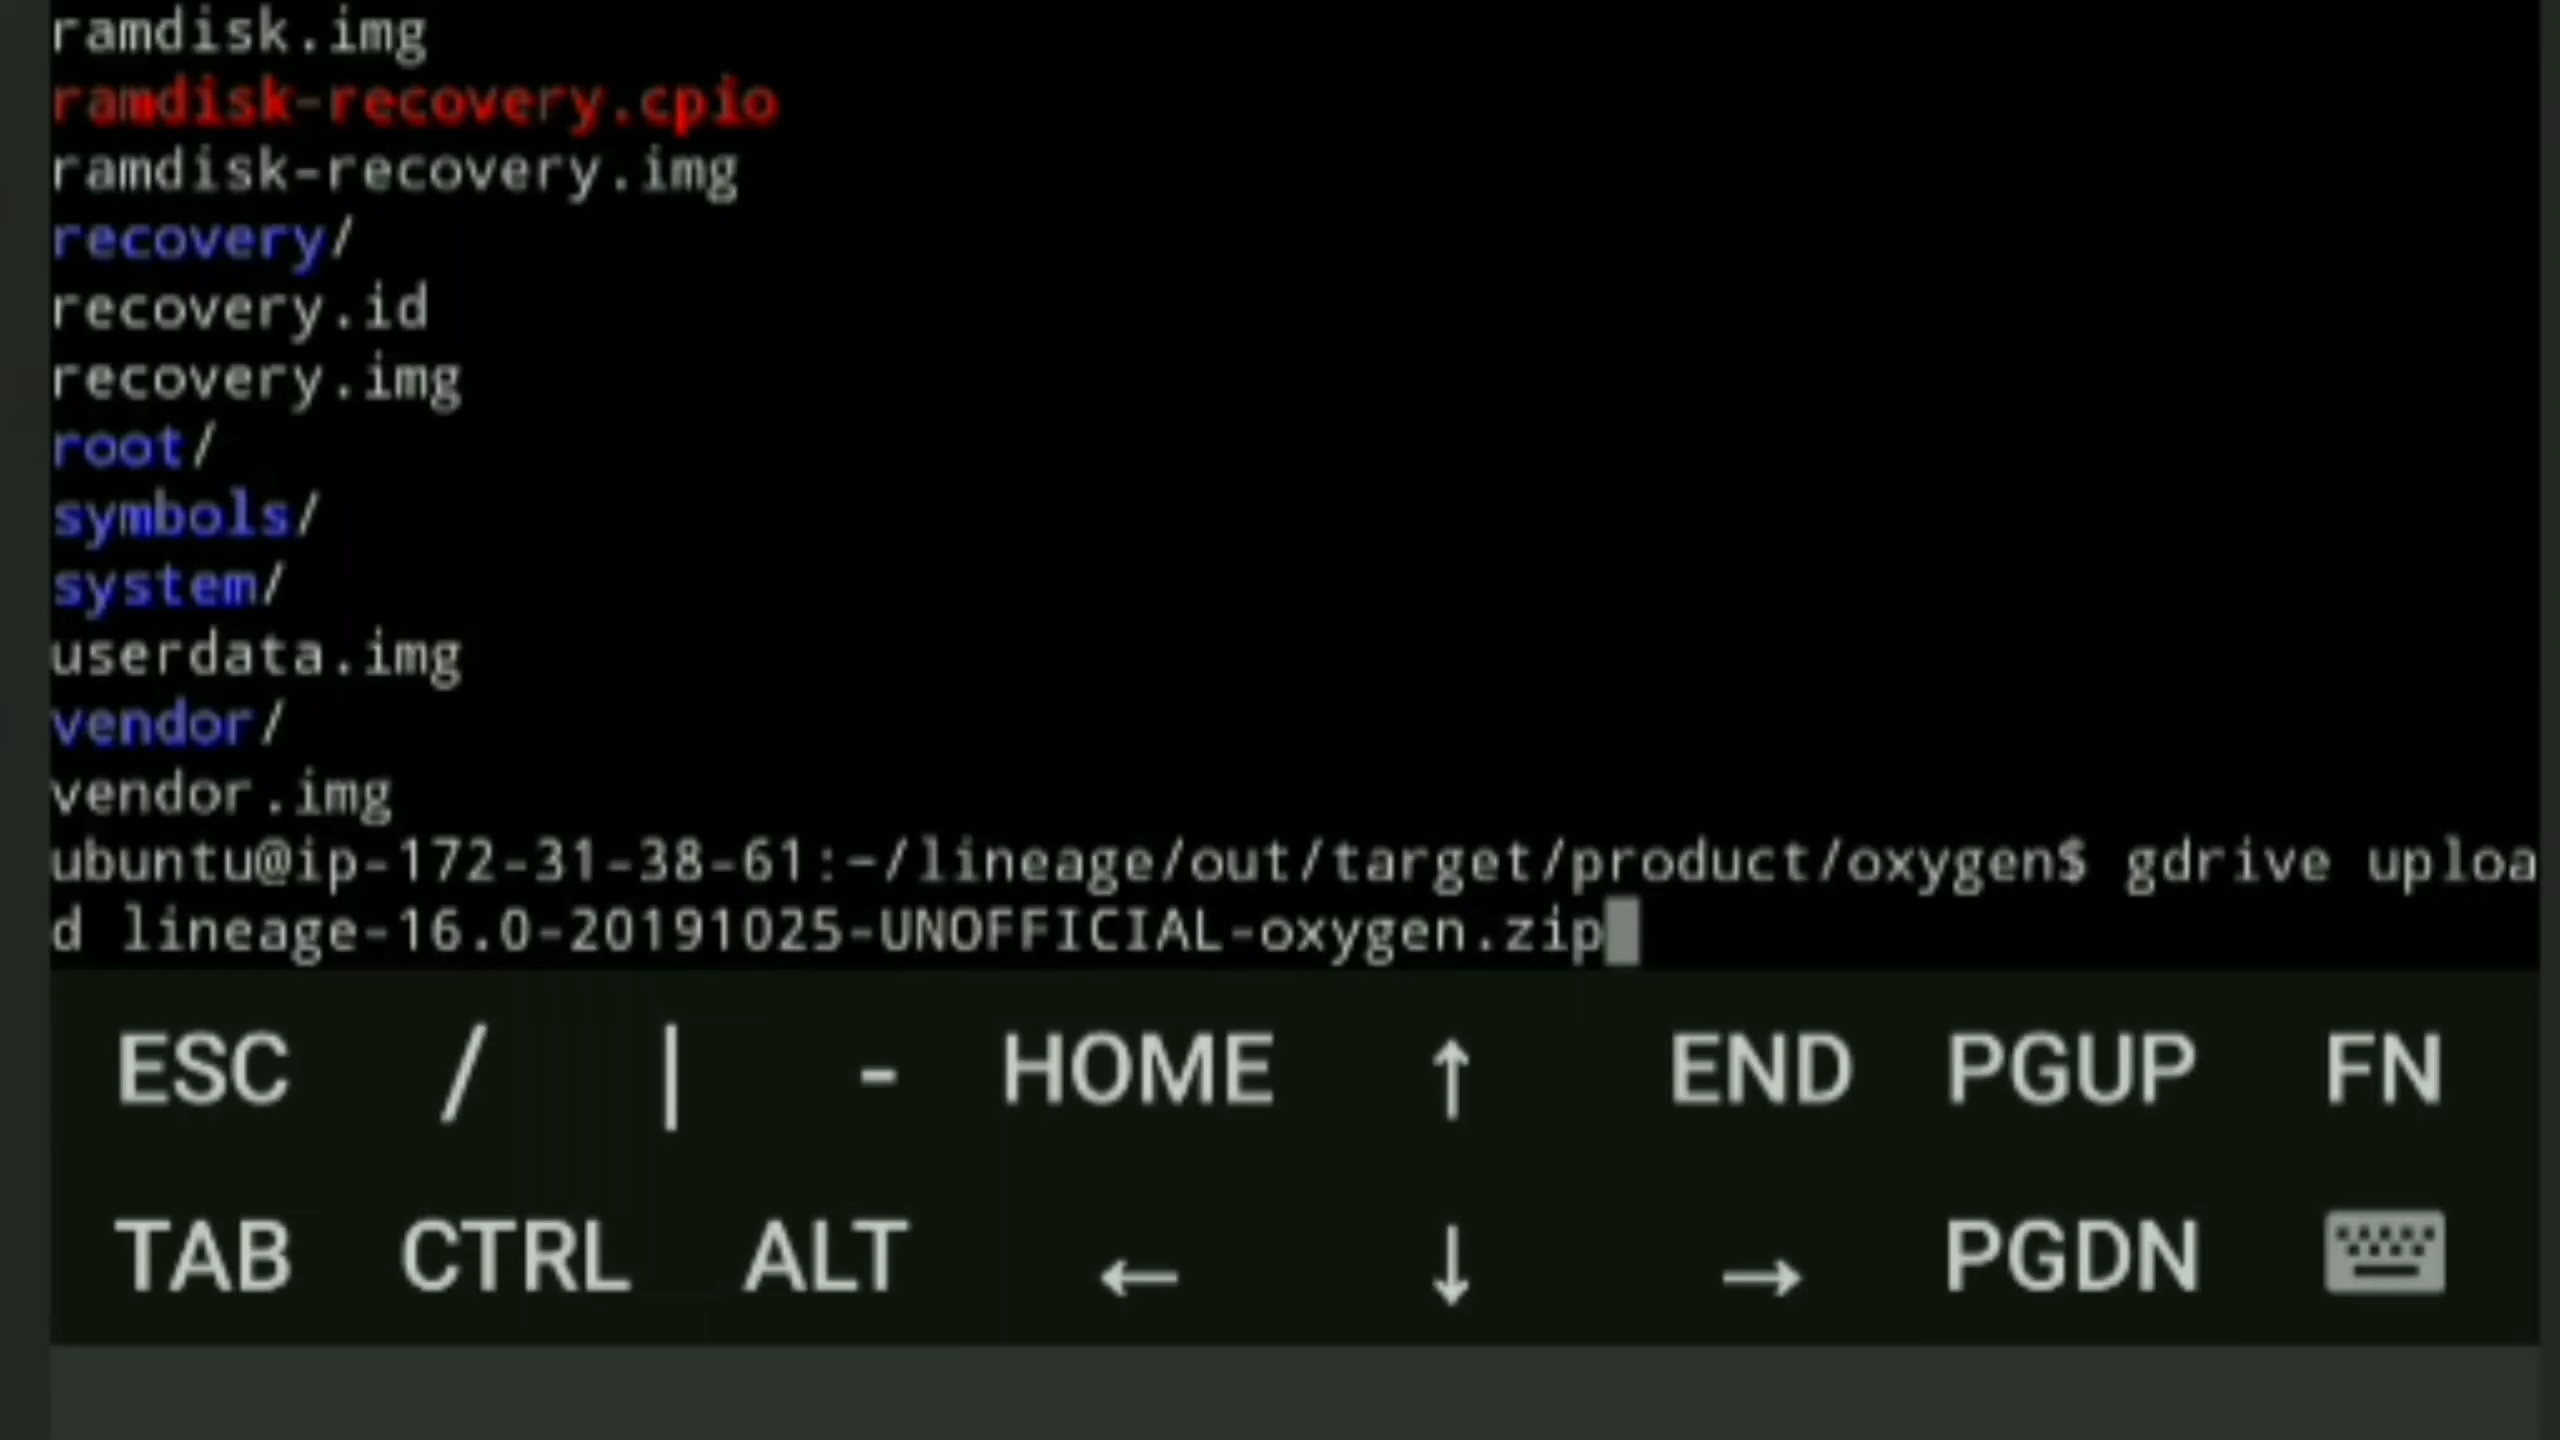 ramdisk.img
ramdisk-recovery.cpio
ramdisk-recovery.img
recovery/
recovery.id
recovery.img
root/
symbols/
system/
userdata.img
vendor/
vendor.img
ubuntu@ip-172-31-38-61:~/lineage/out/target/product/oxygen$ gdrive uploa
d lineage-16.0-20191025-UNOFFICIAL-oxygen.zip
ESC / | - HOME ↑ END PGUP FN
TAB CTRL ALT ← ↓ → PGDN